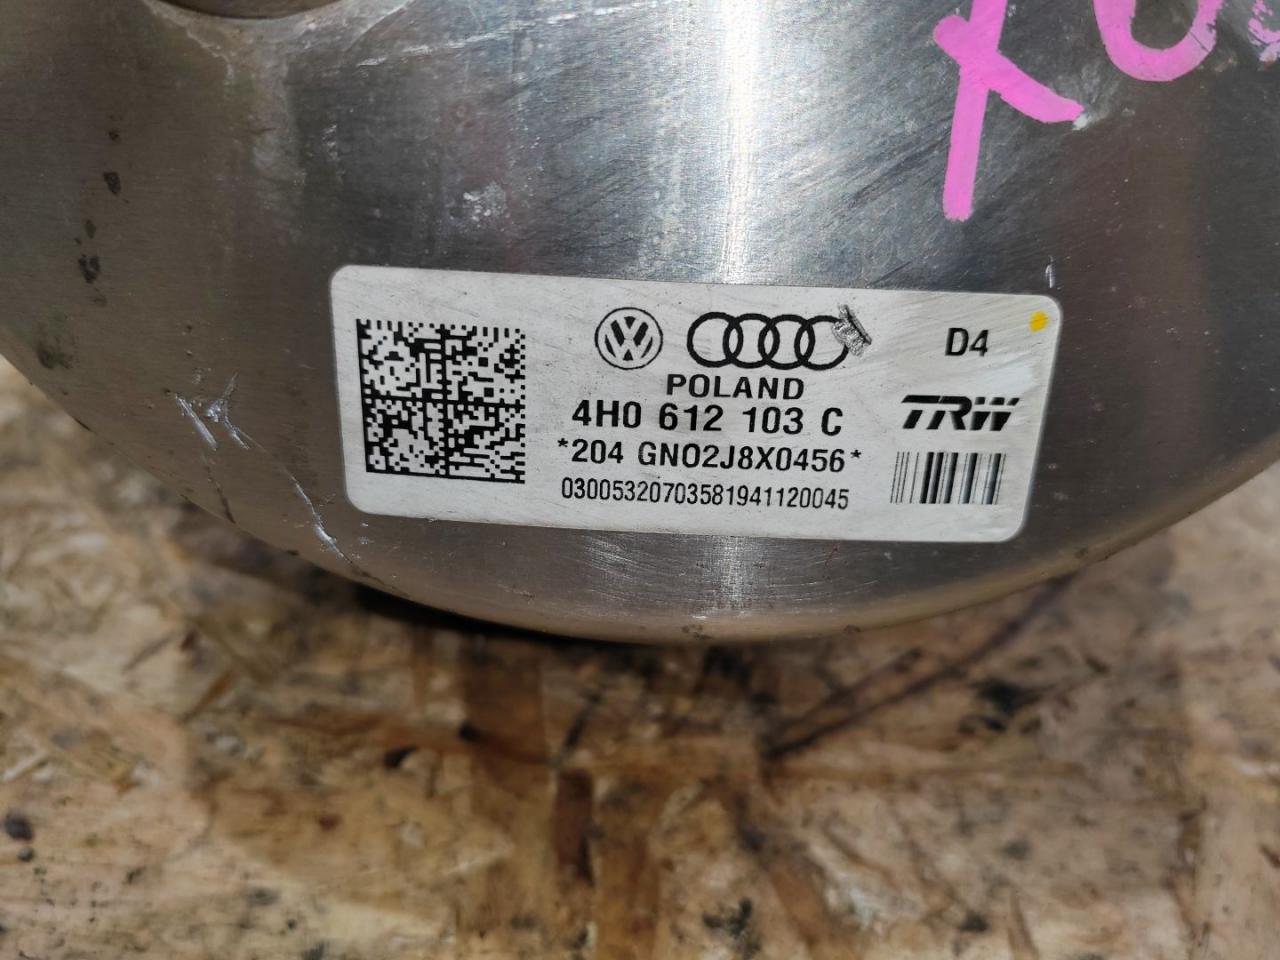 D4
POLAND
4H0 612 103 C
TRW
*204 GN02J8X0456*
03005320703581941120045